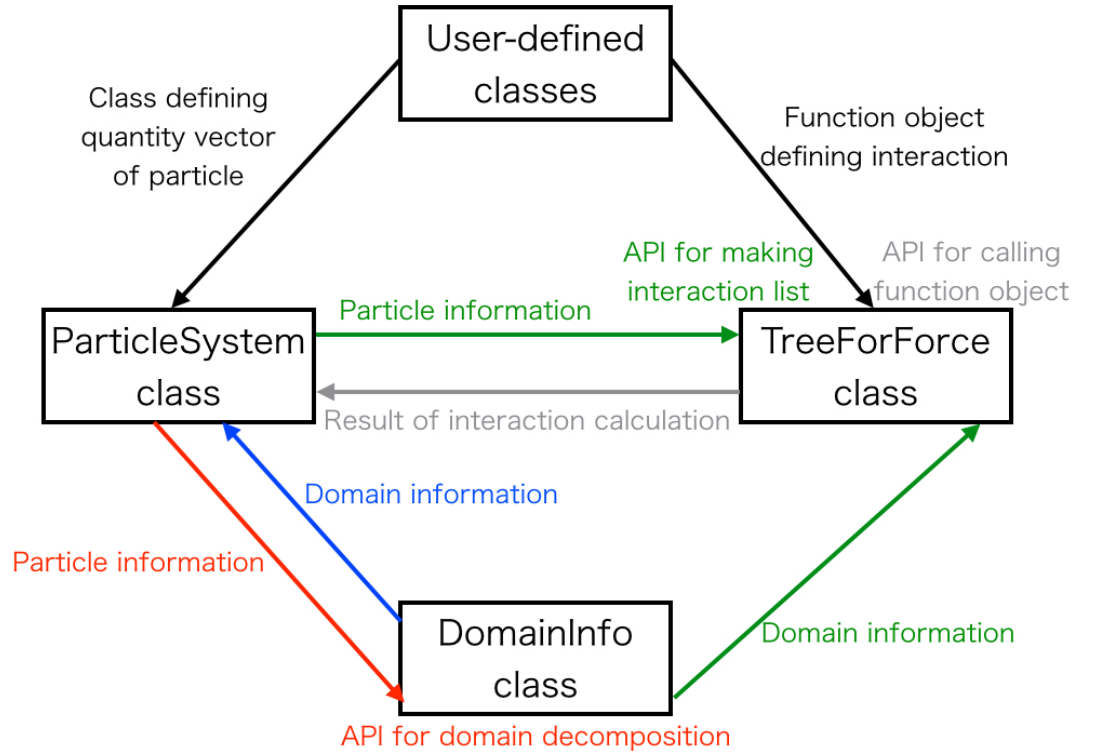 User-defined
classes
Class defining
quantity vector
of particle
Function object
defining interaction
API for making
interaction list
API for calling
function object
Particle information
ParticleSystem
class
TreeForForce
class
Result of interaction calculation
Domain information
Particle information
DomainInfo
class
Domain information
API for domain decomposition